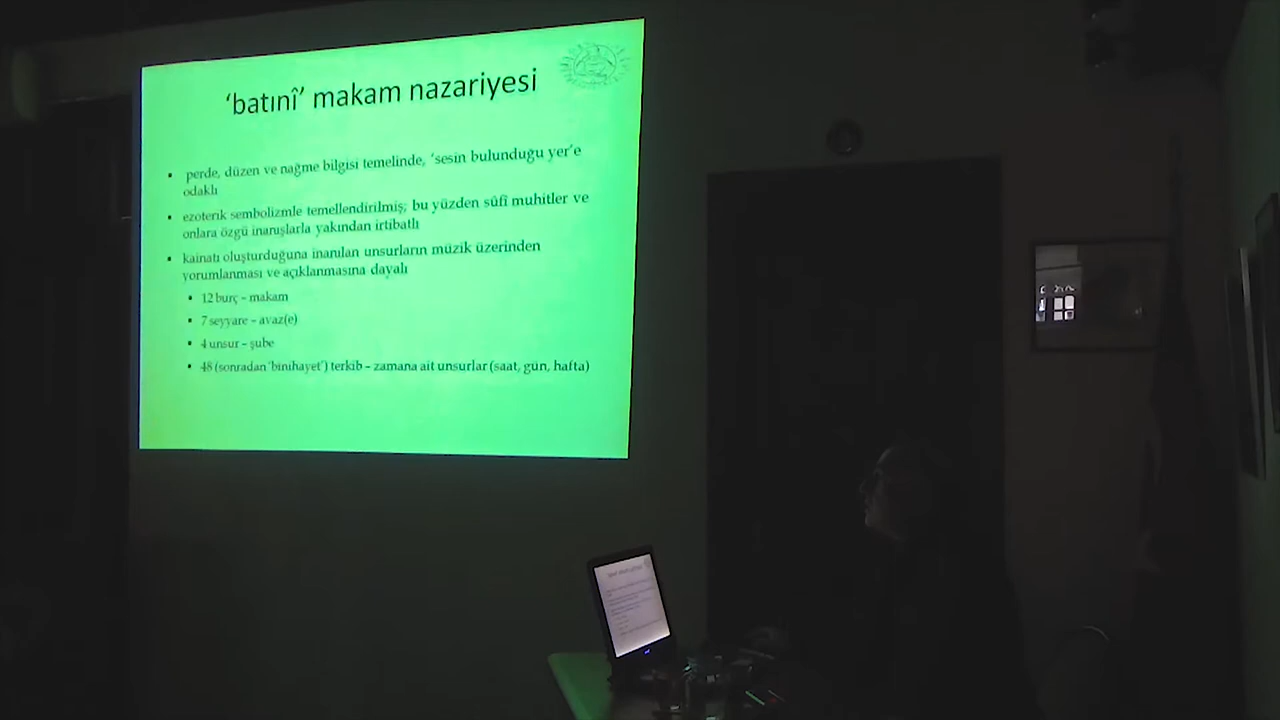 ‘batınî’ makam nazariyesi
▪ perde, düzen ve nağme bilgisi temelinde, ‘sesin bulunduğu yer’e
odaklı
▪ ezoterik sembolizmle temellendirilmiş; bu yüzden sûfî muhitler ve
onlara özgü inanışlarla yakından irtibatlı
▪ kainatı oluşturduğuna inanılan unsurların müzik üzerinden
yorumlanması ve açıklanmasına dayalı
▪ 12 burç – makam
▪ 7 seyyare – avaz(e)
▪ 4 unsur – şube
▪ 48 (sonradan ‘binihayet’) terkib – zamana ait unsurlar (saat, gün, hafta)